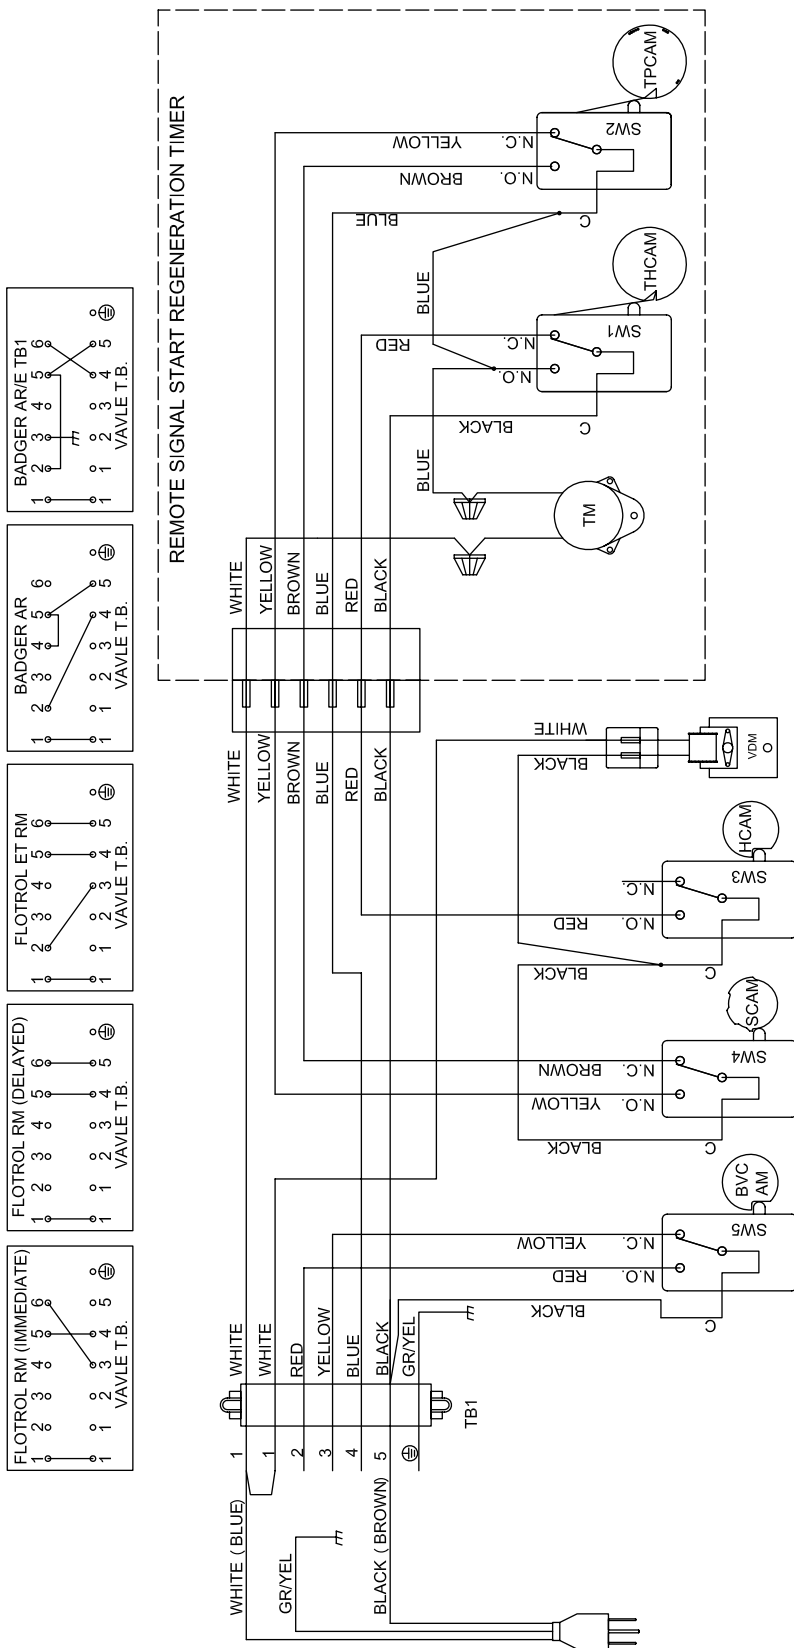 FLOTROL RM (IMMEDIATE)
1 2 3 4 5 6
1 1 2 3 4 5
VAVLE T.B.
FLOTROL RM (DELAYED)
1 2 3 4 5 6
1 1 2 3 4 5
VAVLE T.B.
FLOTROL ET RM
1 2 3 4 5 6
1 1 2 3 4 5
VAVLE T.B.
BADGER AR
1 2 3 4 5 6
1 1 2 3 4 5
VAVLE T.B.
BADGER AR/E TB1
1 2 3 4 5 6
1 1 2 3 4 5
VAVLE T.B.
REMOTE SIGNAL START REGENERATION TIMER
WHITE ( BLUE)
GR/YEL
BLACK ( BROWN)
1
1
2
3
4
5
TB1
WHITE
WHITE
RED
YELLOW
BLUE
BLACK
GR/YEL
WHITE
YELLOW
BROWN
BLUE
RED
BLACK
WHITE
YELLOW
BROWN
BLUE
RED
BLACK
BLACK
RED
YELLOW
C
N.O.
N.C.
SW5
BVC
AM
BLACK
YELLOW
BROWN
C
N.O.
N.C.
SW4
SCAM
BLACK
RED
C
N.O.
N.C.
SW3
HCAM
BLACK
WHITE
VDM
TM
BLUE
BLACK
RED
C
N.O.
N.C.
SW1
THCAM
BLUE
BLUE
BROWN
YELLOW
C
N.O.
N.C.
SW2
TPCAM